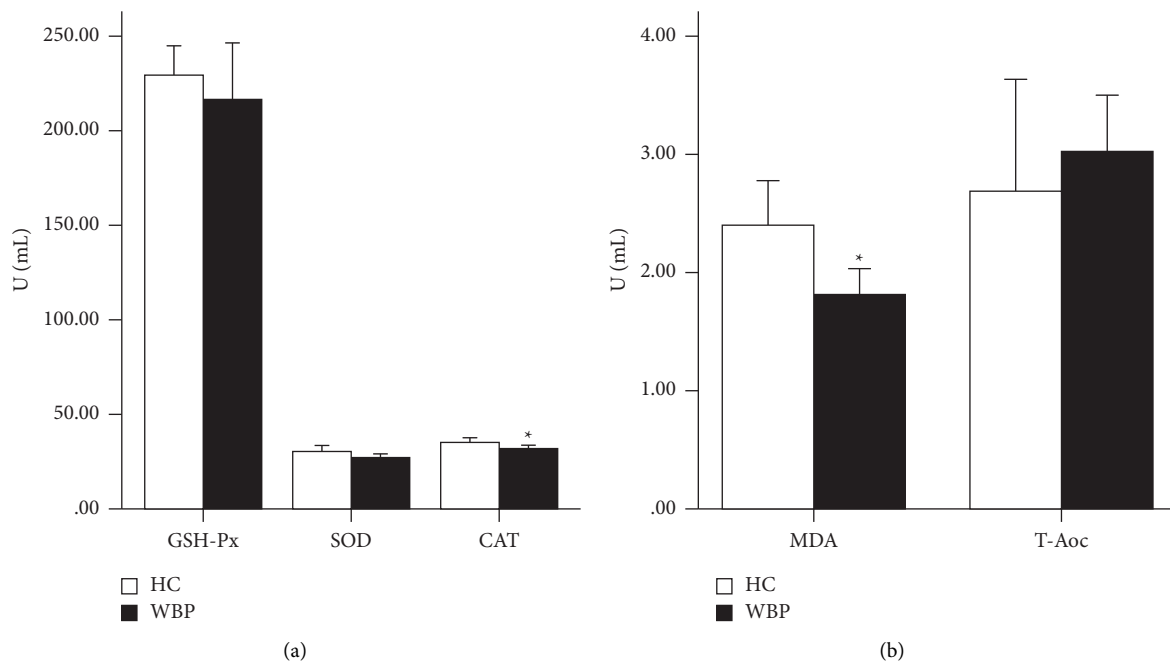 250.00
200.00
150.00
100.00
50.00
.00
U (mL)
*
GSH-Px SOD CAT
HC
WBP
(a)
4.00
3.00
2.00
1.00
.00
U (mL)
*
MDA T-Aoc
HC
WBP
(b)